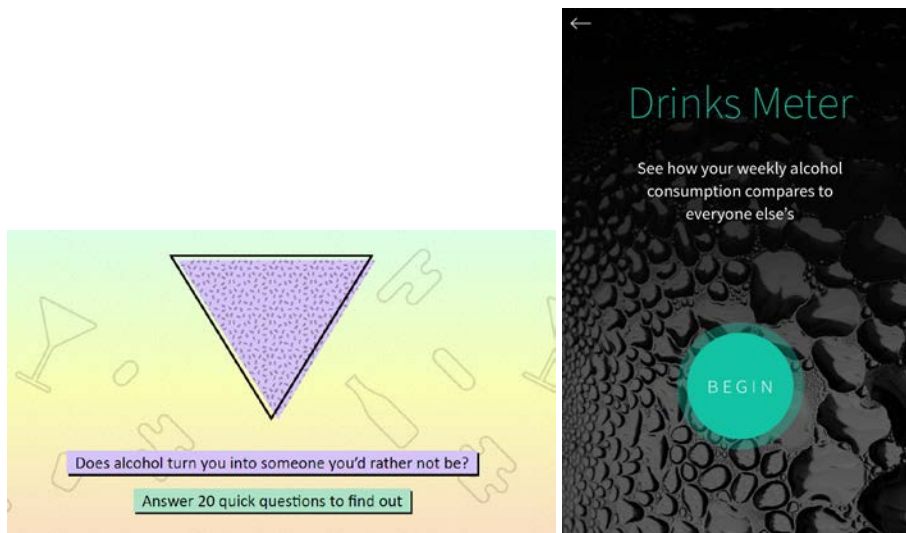 Does alcohol turn you into someone you'd rather not be?
Answer 20 quick questions to find out
Drinks Meter
See how your weekly alcohol
consumption compares to
everyone else's
BEGIN